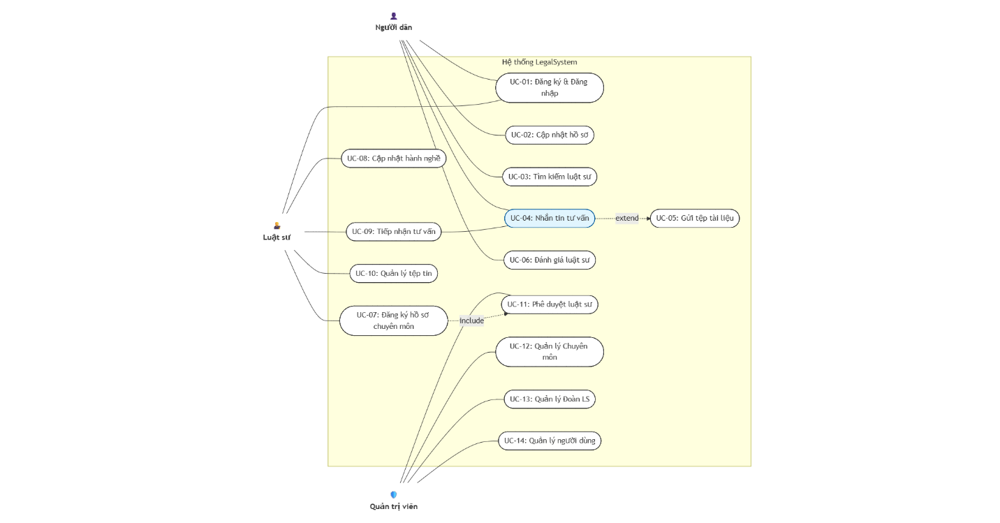 Người dân
Hệ thống LegalSystem
UC-01: Đăng ký & Đăng
nhập
UC-02: Cập nhật hồ sơ
UC-08: Cập nhật hành nghề
UC-03: Tìm kiếm luật sư
UC-04: Nhắn tin tư vấn
extend
UC-05: Gửi tệp tài liệu
Luật sư
UC-09: Tiếp nhận tư vấn
UC-06: Đánh giá luật sư
UC-10: Quản lý tệp tin
UC-11: Phê duyệt luật sư
UC-07: Đăng ký hồ sơ
chuyên môn
include
UC-12: Quản lý Chuyên
môn
UC-13: Quản lý Đoàn LS
UC-14: Quản lý người dùng
Quản trị viên